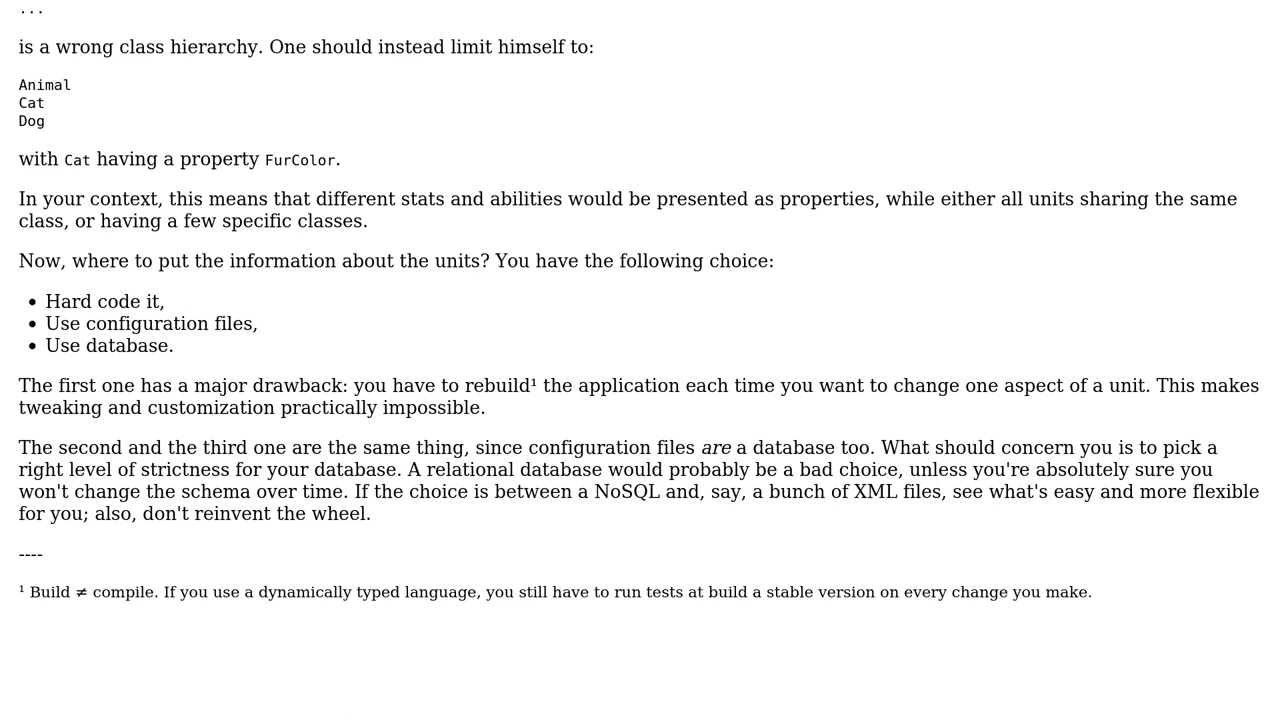 ...
is a wrong class hierarchy. One should instead limit himself to:
Animal
Cat
Dog
with Cat having a property FurColor.
In your context, this means that different stats and abilities would be presented as properties, while either all units sharing the same
class, or having a few specific classes.
Now, where to put the information about the units? You have the following choice:
• Hard code it,
• Use configuration files,
• Use database.
The first one has a major drawback: you have to rebuild¹ the application each time you want to change one aspect of a unit. This makes
tweaking and customization practically impossible.
The second and the third one are the same thing, since configuration files are a database too. What should concern you is to pick a
right level of strictness for your database. A relational database would probably be a bad choice, unless you're absolutely sure you
won't change the schema over time. If the choice is between a NoSQL and, say, a bunch of XML files, see what's easy and more flexible
for you; also, don't reinvent the wheel.
----
¹ Build ≠ compile. If you use a dynamically typed language, you still have to run tests at build a stable version on every change you make.